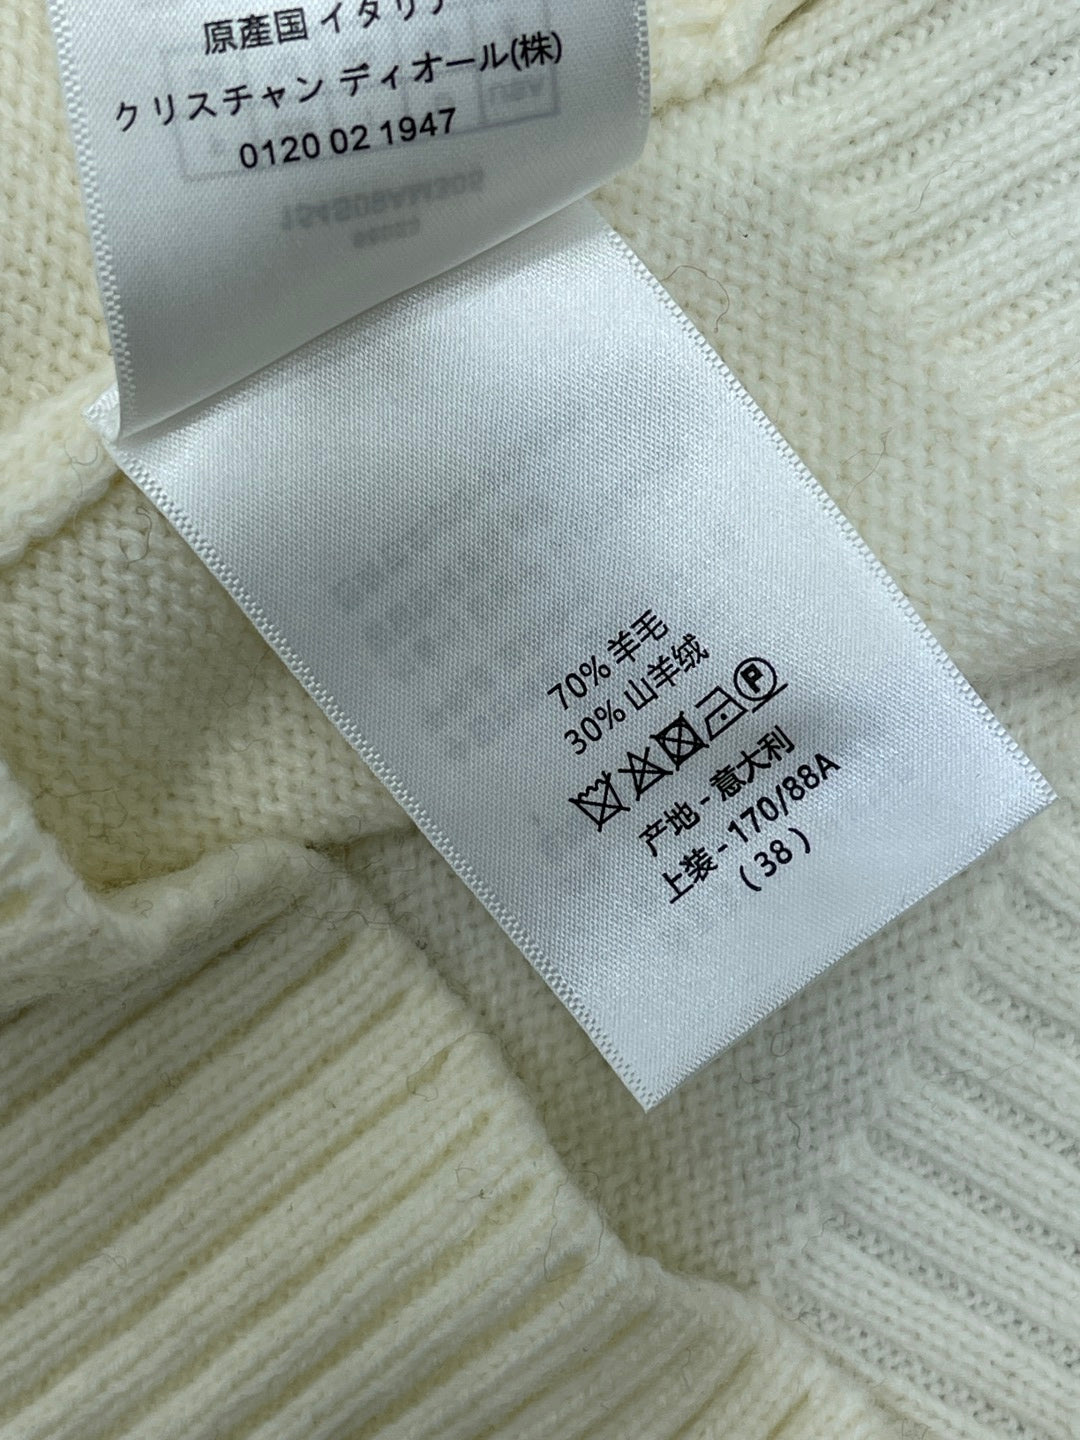 原產国 イタリア
クリスチャン ディオール(株)
0120 02 1947
70% 羊毛
30% 山羊绒
P
产地 - 意大利
上装 - 170/88A
( 38 )